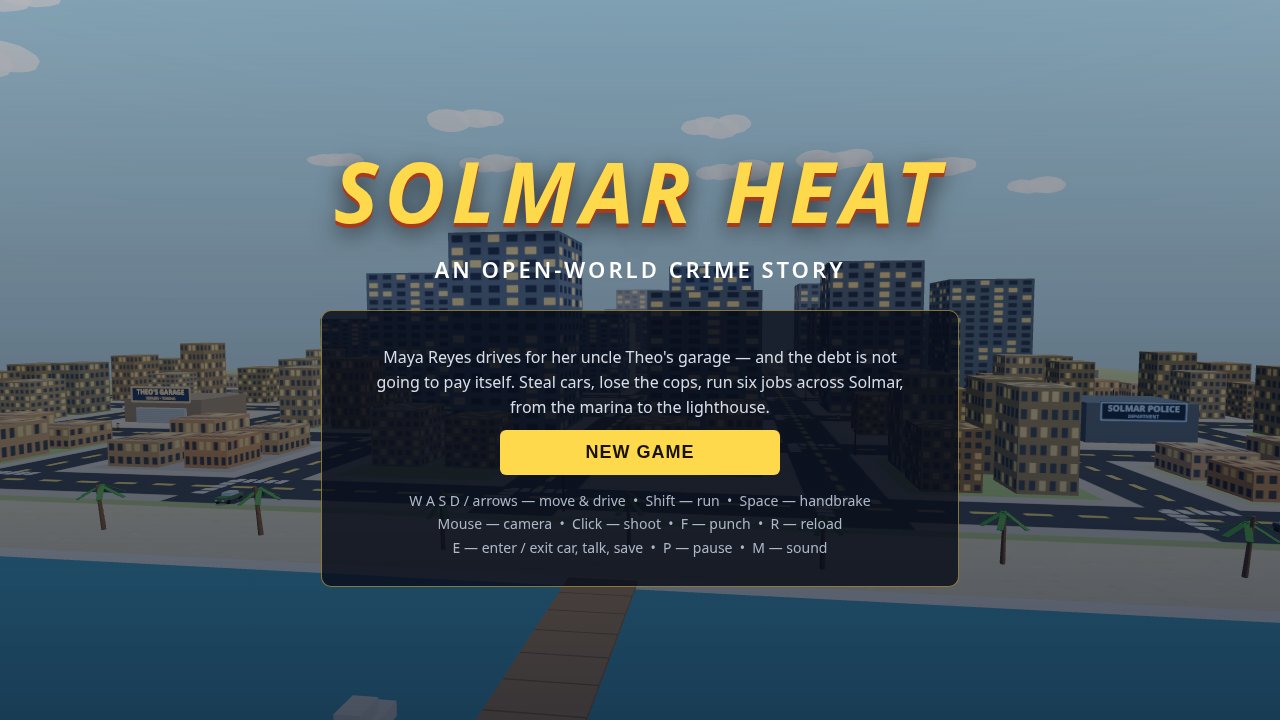 SOLMAR HEAT
AN OPEN-WORLD CRIME STORY
Maya Reyes drives for her uncle Theo's garage — and the debt is not
going to pay itself. Steal cars, lose the cops, run six jobs across Solmar,
from the marina to the lighthouse.
THEO'S GARAGE
SOLMAR POLICE
DEPARTMENT
NEW GAME
W A S D / arrows — move & drive • Shift — run • Space — handbrake
Mouse — camera • Click — shoot • F — punch • R — reload
E — enter / exit car, talk, save • P — pause • M — sound